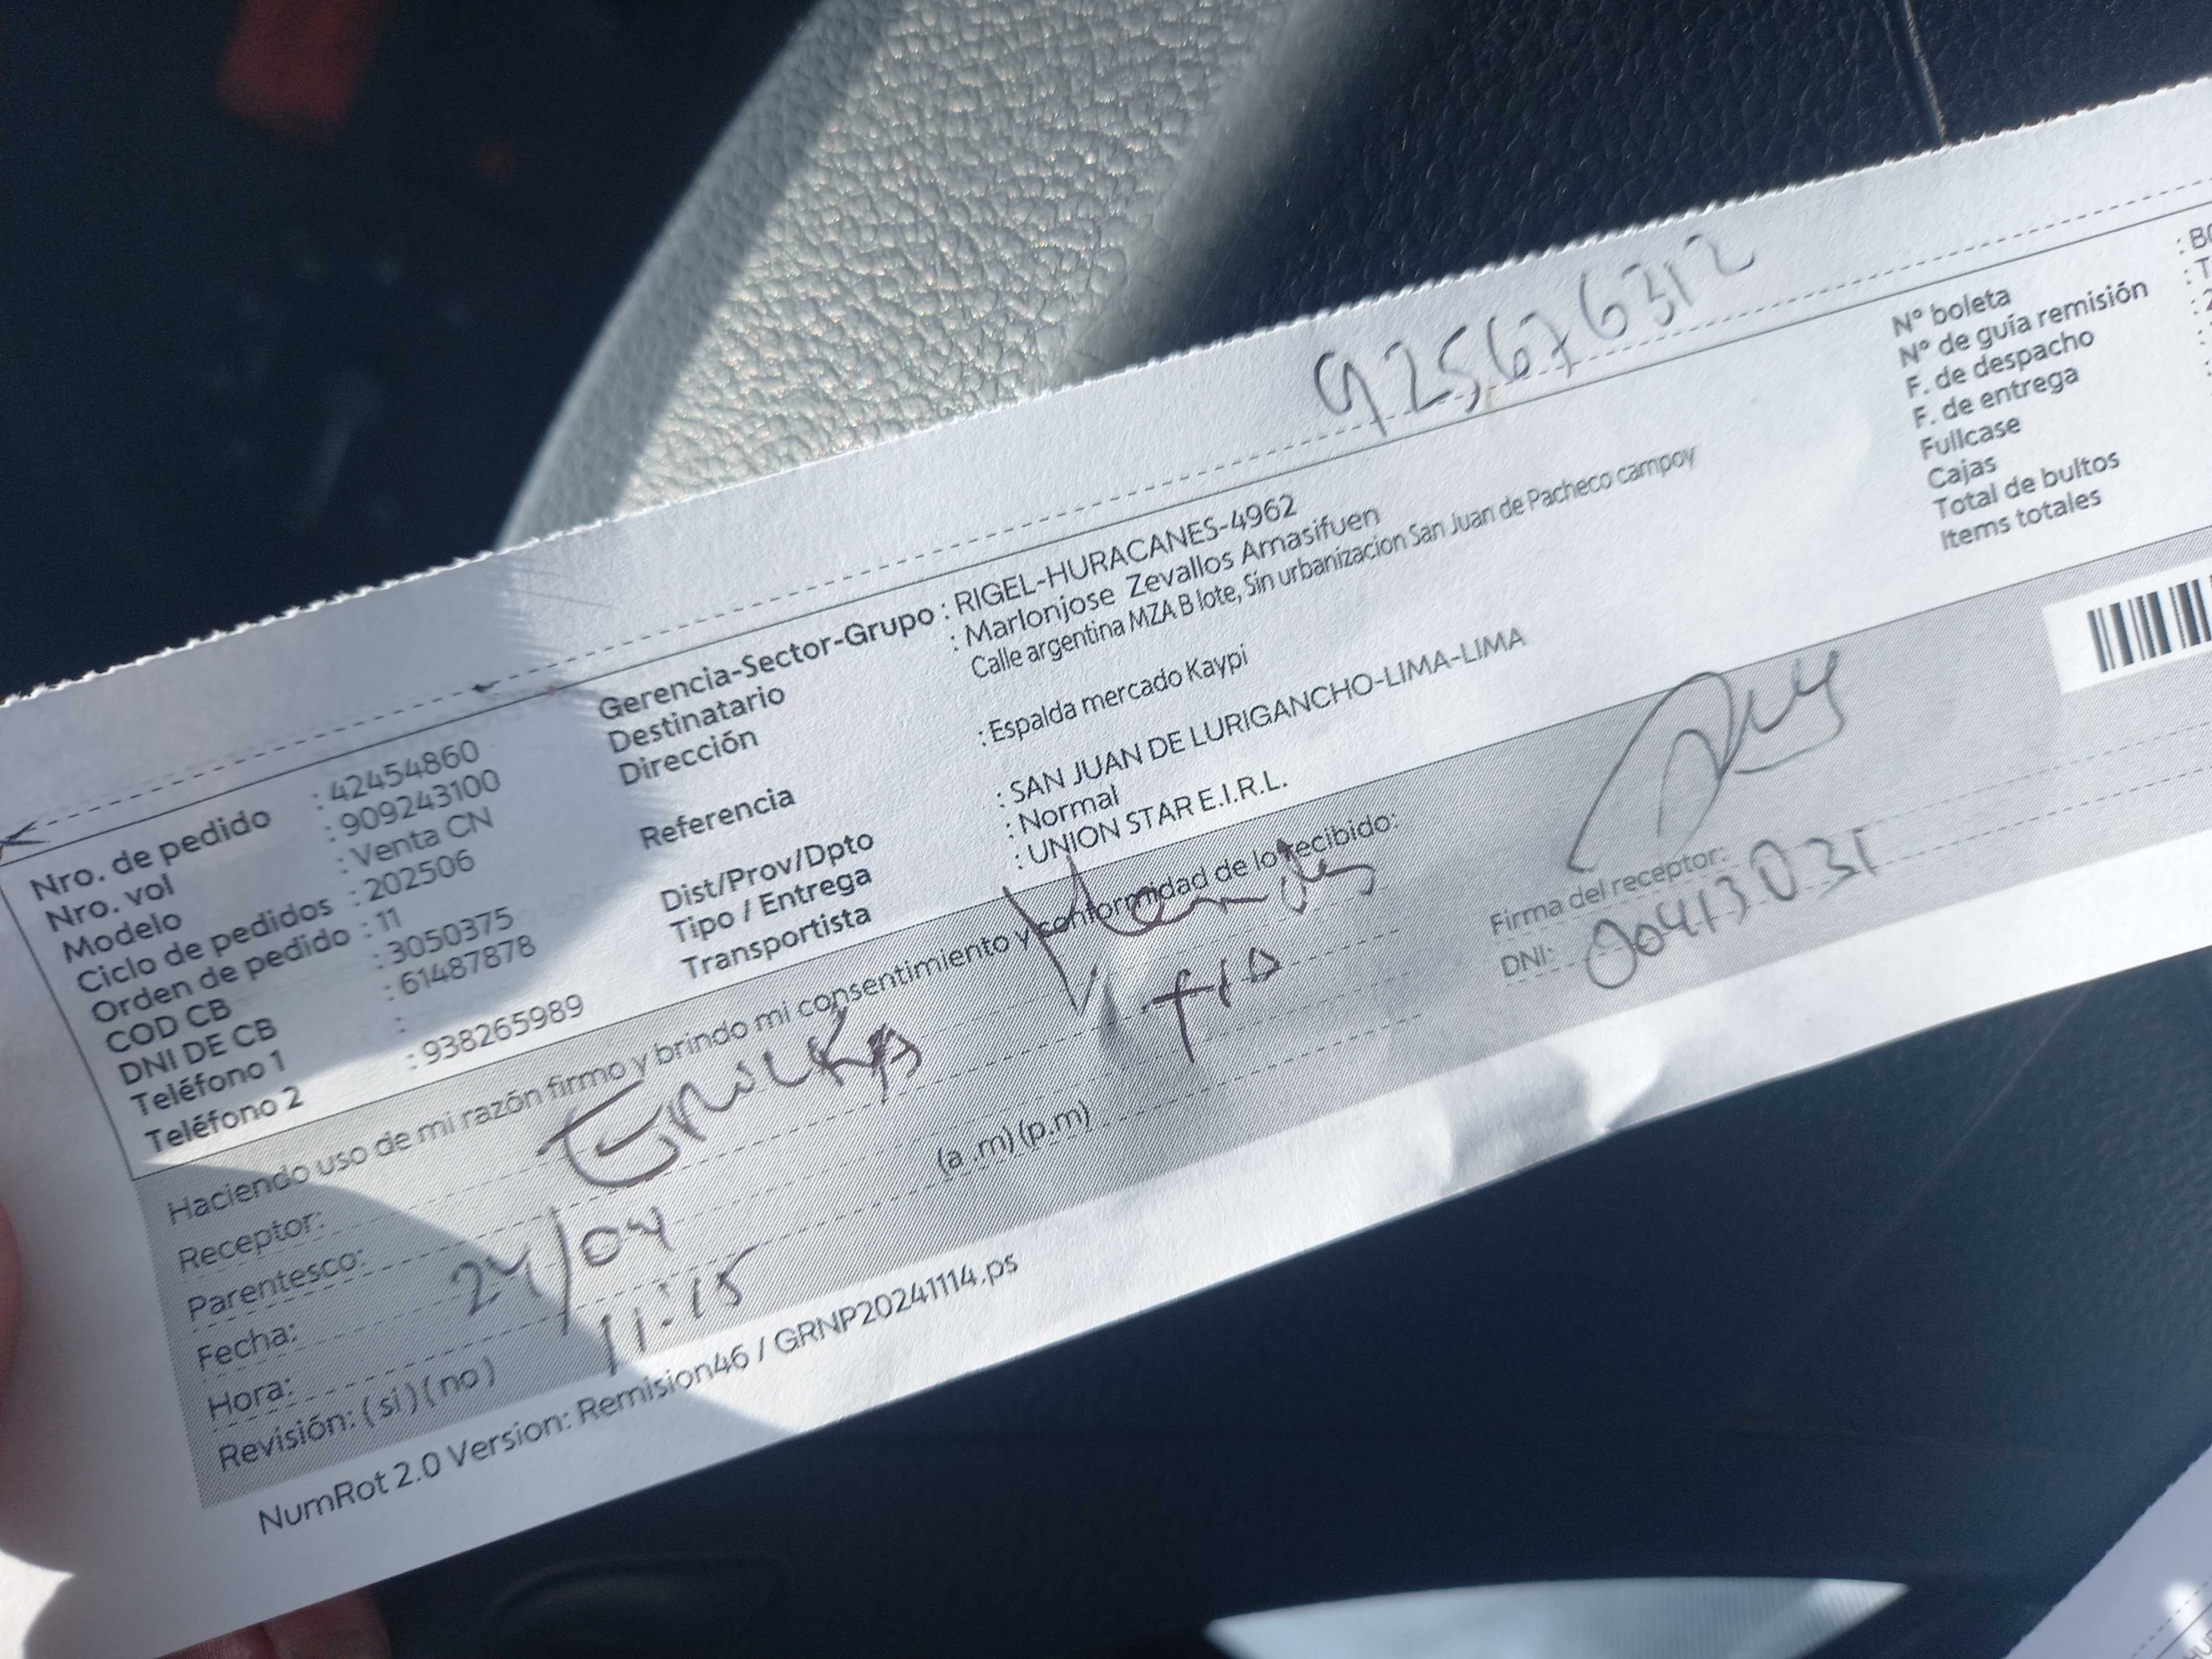 925676312
Nro. de pedido : 42454860
Nro. vol : 909243100
Modelo : Venta CN
Ciclo de pedidos : 202506
Orden de pedido : 11
COD CB : 3050375
DNI DE CB : 61487878
Teléfono 1 :
Teléfono 2 : 938265989
Gerencia-Sector-Grupo : RIGEL-HURACANES-4962
Destinatario : Marlonjose Zevallos Amasifuen
Dirección Calle argentina MZA B lote, Sin urbanizacion San Juan de Pacheco campoy
Referencia : Espalda mercado Kaypi
Dist/Prov/Dpto : SAN JUAN DE LURIGANCHO-LIMA-LIMA
Tipo / Entrega : Normal
Transportista : UNION STAR E.I.R.L.
N° boleta
N° de guía remisión
F. de despacho
F. de entrega
Fullcase
Cajas
Total de bultos
Items totales
Haciendo uso de mi razón firmo y brindo mi consentimiento y conformidad de lo recibido:
Receptor:
Parentesco:
Fecha: 24/04
Hora: 11:15 (a .m) (p.m)
Revisión: ( si ) ( no )
Firma del receptor:
DNI: 00413031
NumRot 2.0 Version: Remision46 / GRNP20241114.ps